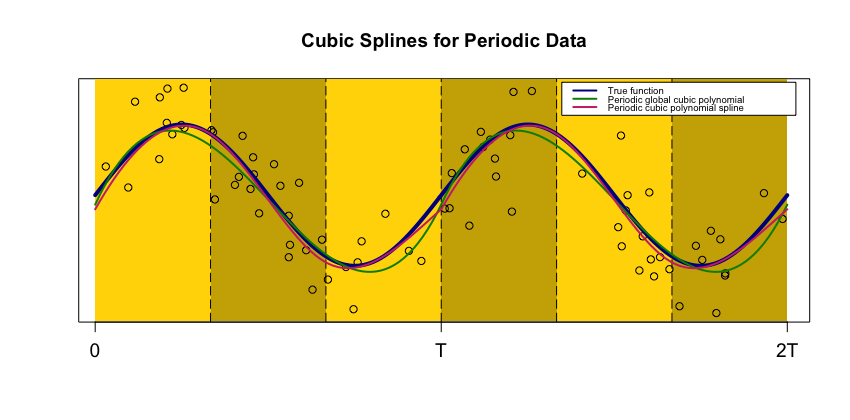 Cubic Splines for Periodic Data
True function
Periodic global cubic polynomial
Periodic cubic polynomial spline
0 T 2T